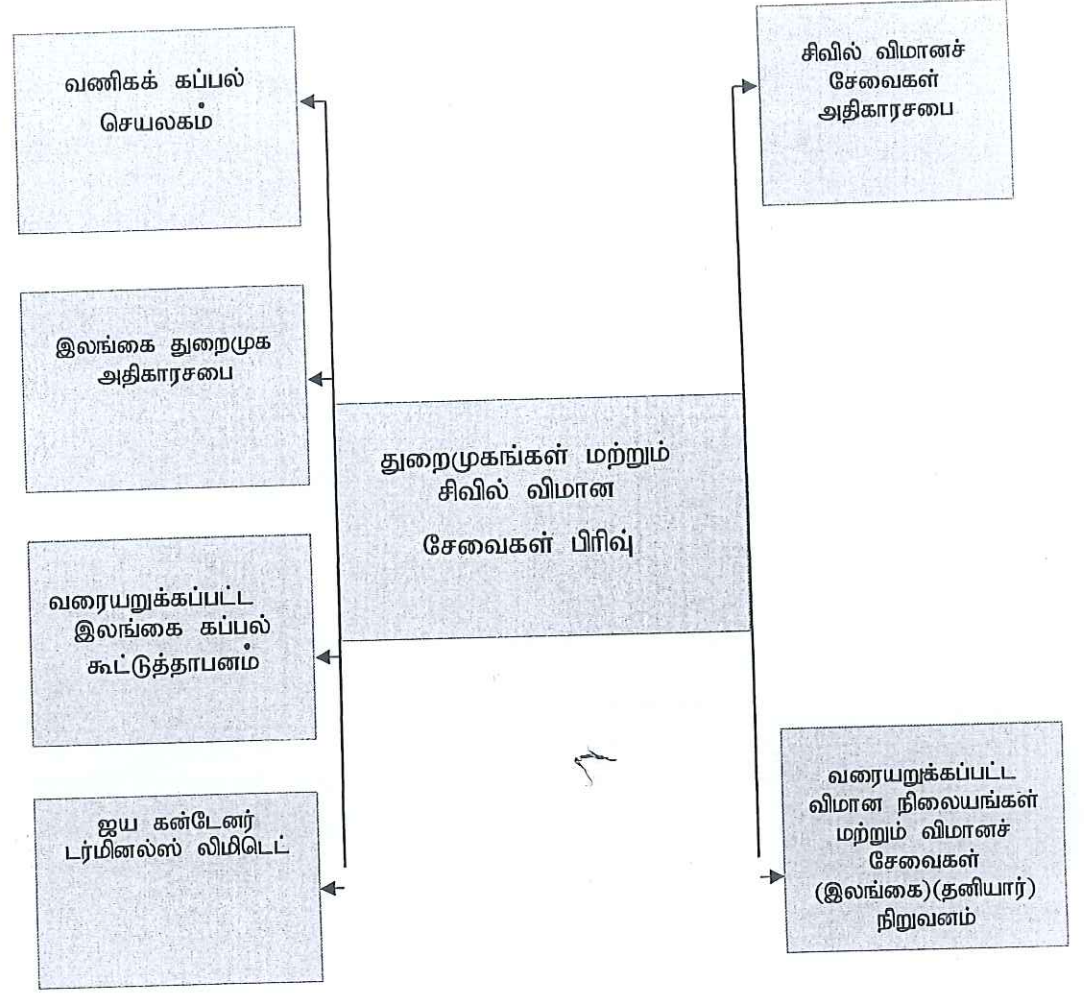 வணிகக் கப்பல்
செயலகம்
இலங்கை துறைமுக
அதிகாரசபை
வரையறுக்கப்பட்ட
இலங்கை கப்பல்
கூட்டுத்தாபனம்
ஜய கன்டேனர்
டர்மினல்ஸ் லிமிடெட்
துறைமுகங்கள் மற்றும்
சிவில் விமான
சேவைகள் பிரிவு
சிவில் விமானச்
சேவைகள்
அதிகாரசபை
வரையறுக்கப்பட்ட
விமான நிலையங்கள்
மற்றும் விமானச்
சேவைகள்
(இலங்கை)(தனியார்)
நிறுவனம்